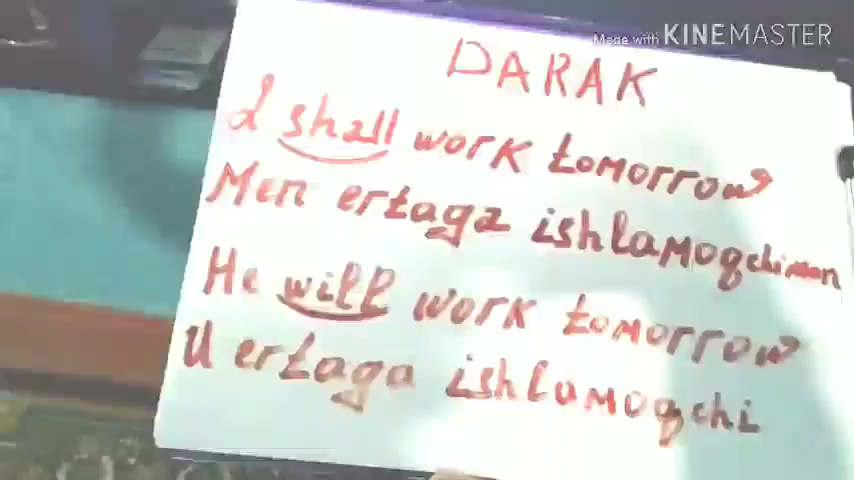 Made with KINEMASTER
DARAK
I shall work tomorrow
Men ertaga ishlamoqchiman
He will work tomorrow
U ertaga ishlamoqchi